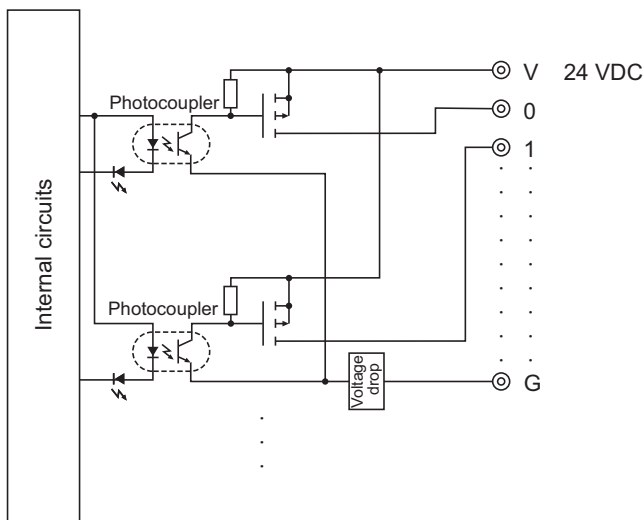 V 24 VDC
Photocoupler
0
1
Internal circuits
Photocoupler
Voltage
drop
G